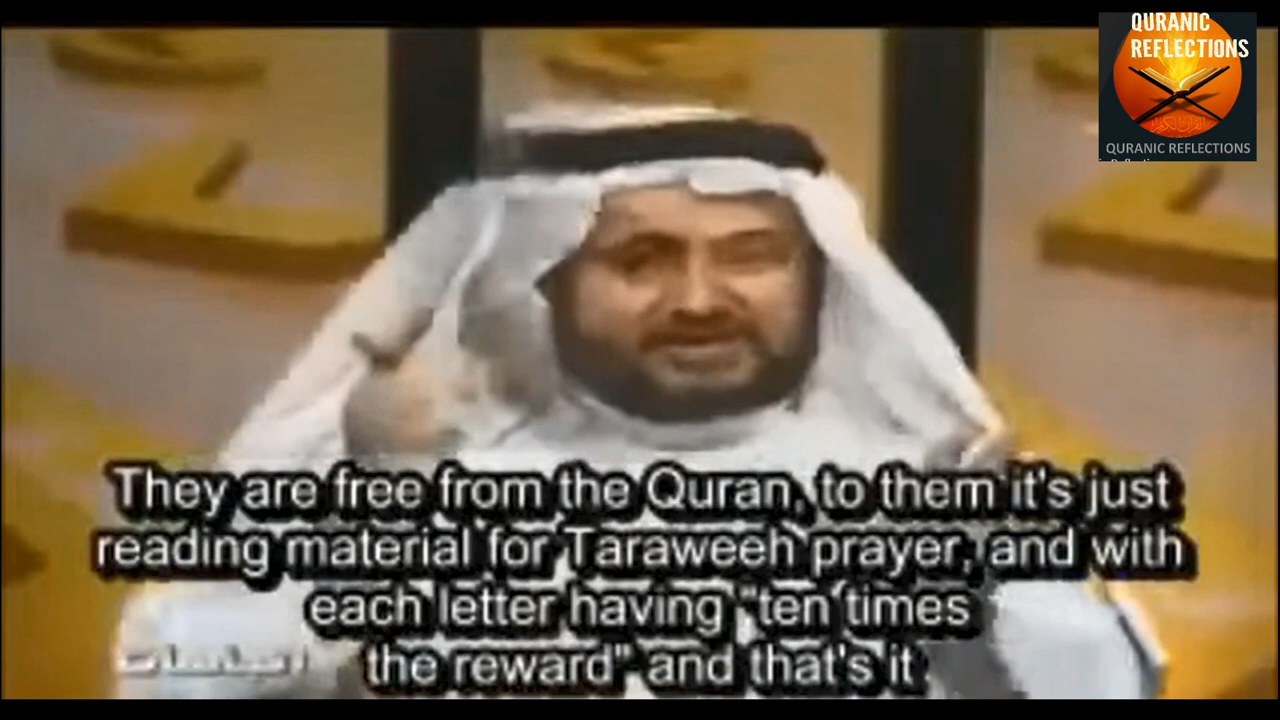 QURANIC
REFLECTIONS
QURANIC REFLECTIONS
They are free from the Quran, to them it's just
reading material for Taraweeh prayer, and with
each letter having "ten times
the reward" and that's it